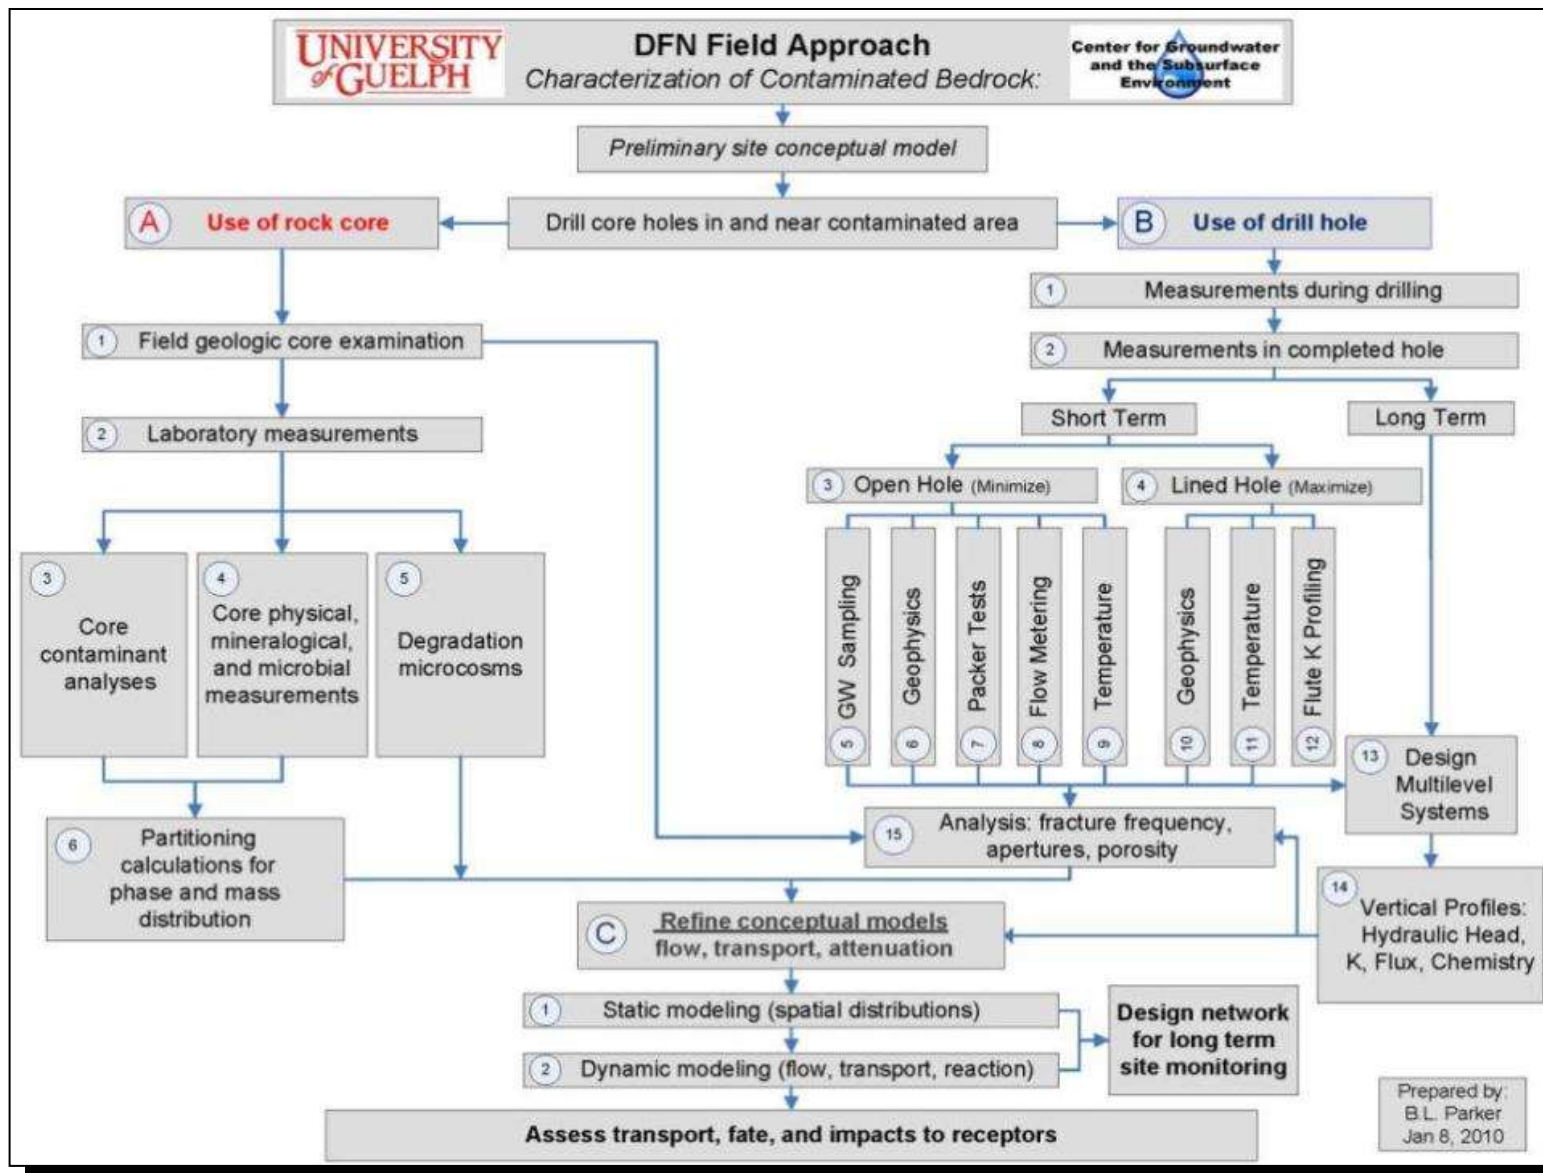 UNIVERSITY
of GUELPH
DFN Field Approach
Characterization of Contaminated Bedrock:
Center for Groundwater
and the Subsurface
Environment
Preliminary site conceptual model
A
Use of rock core
Drill core holes in and near contaminated area
B
Use of drill hole
1
Measurements during drilling
1
Field geologic core examination
2
Measurements in completed hole
2
Laboratory measurements
Short Term
Long Term
3
Open Hole (Minimize)
4
Lined Hole (Maximize)
3
Core
contaminant
analyses
4
Core physical,
mineralogical,
and microbial
measurements
5
Degradation
microcosms
5 GW Sampling
6 Geophysics
7 Packer Tests
8 Flow Metering
9 Temperature
10 Geophysics
11 Temperature
12 Flute K Profiling
13
Design
Multilevel
Systems
6
Partitioning
calculations for
phase and mass
distribution
15
Analysis: fracture frequency,
apertures, porosity
14
Vertical Profiles:
Hydraulic Head,
K, Flux, Chemistry
C
Refine conceptual models
flow, transport, attenuation
1
Static modeling (spatial distributions)
2
Dynamic modeling (flow, transport, reaction)
Design network
for long term
site monitoring
Assess transport, fate, and impacts to receptors
Prepared by:
B.L. Parker
Jan 8, 2010